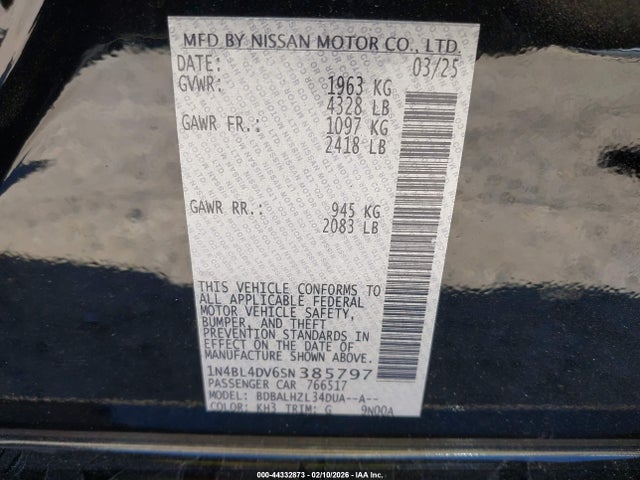 MFD BY NISSAN MOTOR CO., LTD.
DATE: 03/25
GVWR: 1963 KG
4328 LB
GAWR FR.: 1097 KG
2418 LB
GAWR RR.: 945 KG
2083 LB
THIS VEHICLE CONFORMS TO
ALL APPLICABLE FEDERAL
MOTOR VEHICLE SAFETY,
BUMPER, AND THEFT
PREVENTION STANDARDS IN
EFFECT ON THE DATE OF
MANUFACTURE SHOWN ABOVE.
1N4BL4DV6SN385797
PASSENGER CAR 766517
MODEL: BDBALHZL34DUA--A--
COLOR: KH3 TRIM: G 9N00A
000-44332873 - 02/10/2026 - Copyright © IAA Inc.